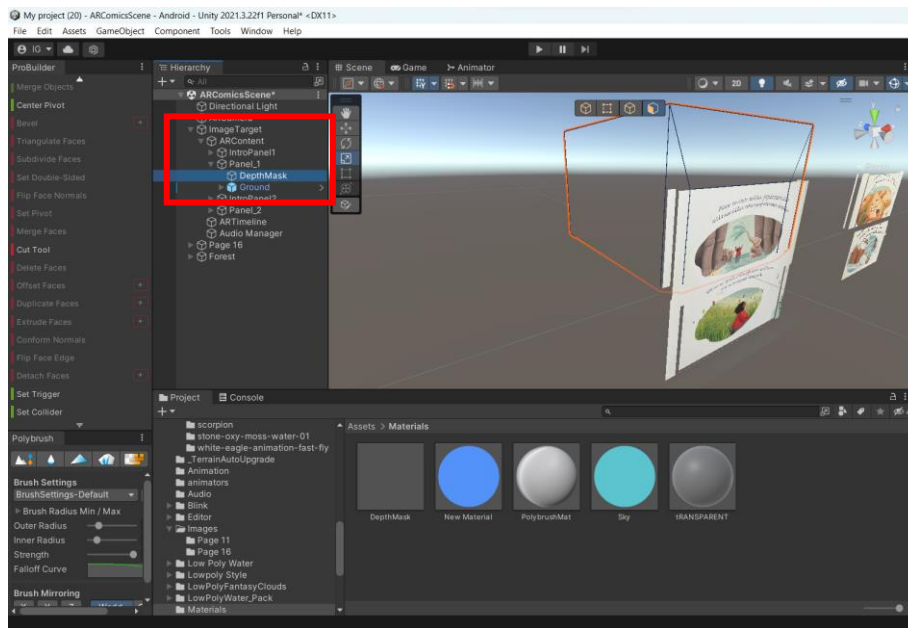 My project (20) - ARComicsScene - Android - Unity 2021.3.22f1 Personal* <DX11>
File Edit Assets GameObject Component Tools Window Help
IG
ProBuilder
Merge Objects
Center Pivot
Bevel
Triangulate Faces
Subdivide Faces
Set Double-Sided
Flip Face Normals
Set Pivot
Merge Faces
Cut Tool
Delete Faces
Offset Faces
Duplicate Faces
Extrude Faces
Conform Normals
Flip Face Edge
Detach Faces
Set Trigger
Set Collider
Hierarchy
All
ARComicsScene*
Directional Light
ARCamera
ImageTarget
ARContent
IntroPanel1
Panel_1
DepthMask
Ground
IntroPanel2
Panel_2
ARTimeline
Audio Manager
Page 16
Forest
Scene Game Animator
2D
Polybrush
Brush Settings
BrushSettings-Default
Brush Radius Min / Max
Outer Radius
Inner Radius
Strength
Falloff Curve
Brush Mirroring
X Y Z World
Project Console
scorpion
stone-oxy-moss-water-01
white-eagle-animation-fast-fly
_TerrainAutoUpgrade
Animation
animators
Audio
Blink
Editor
Images
Page 11
Page 16
Low Poly Water
Lowpoly Style
LowPolyFantasyClouds
LowPolyWater_Pack
Materials
Assets > Materials
DepthMask New Material PolybrushMat Sky tRANSPARENT